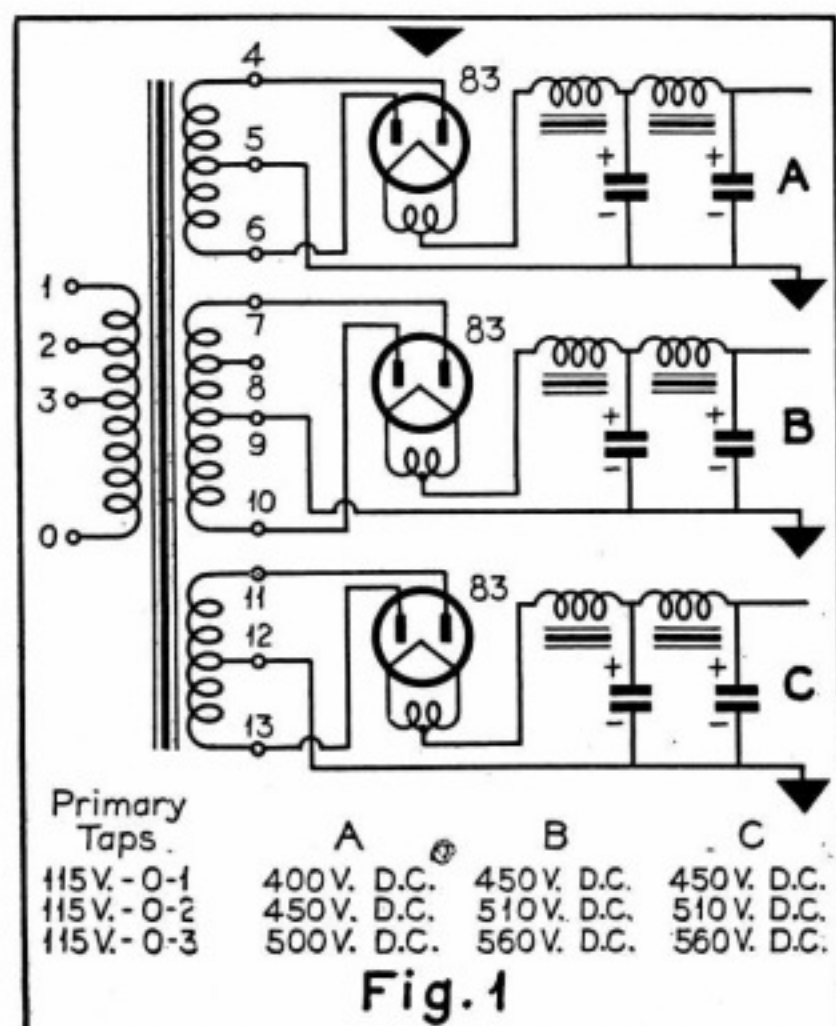 4
83
5
A
6
+ +
- -
1
7
2
83
8
3
B
9
+ +
- -
10
0
11
83
12
C
13
+ +
- -
Primary
Taps A B C
115V.-0-1 400V. D.C. 450V. D.C. 450V. D.C.
115V.-0-2 450V. D.C. 510V. D.C. 510V. D.C.
115V.-0-3 500V. D.C. 560V. D.C. 560V. D.C.
Fig.1